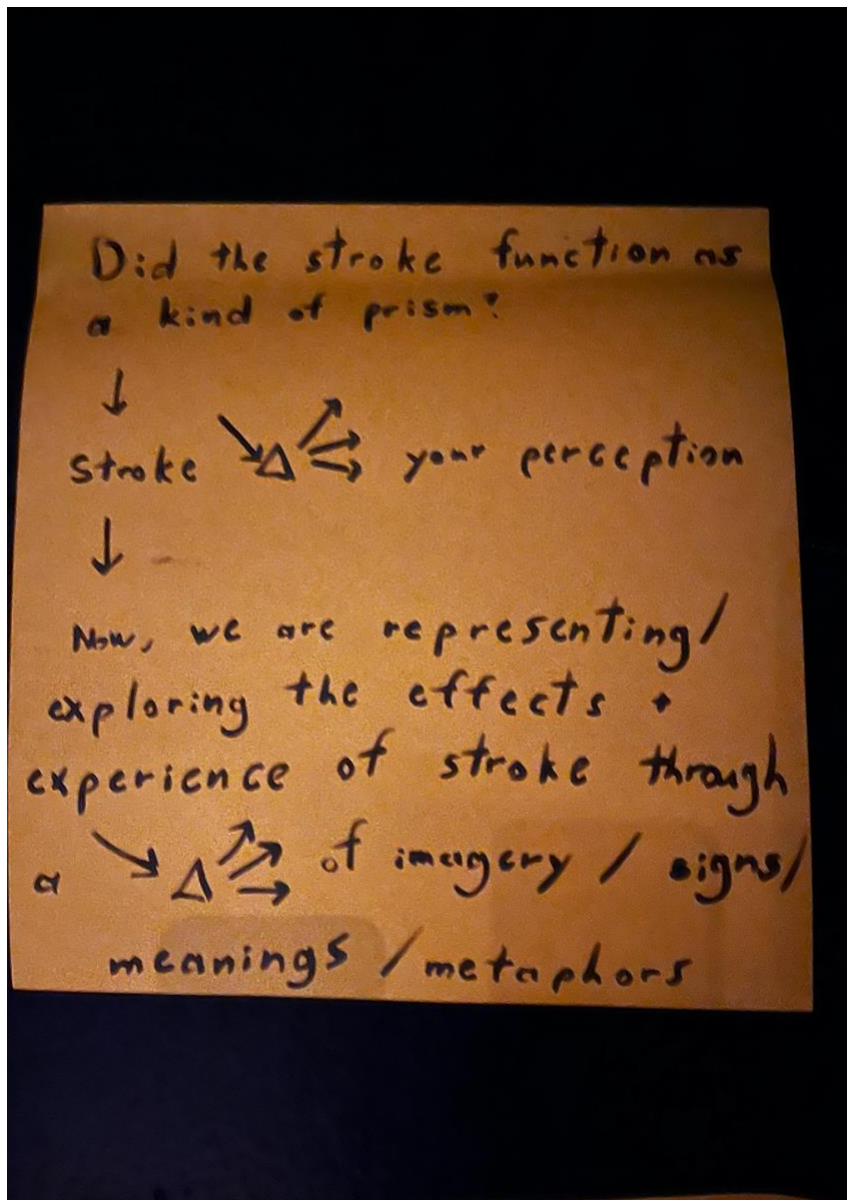 Did the stroke function as
a kind of prism?
↓
Stroke ↘△↗→→ your perception
↓
Now, we are representing/
exploring the effects +
experience of stroke through
a ↘△↗↗→ of imagery / signs/
meanings / metaphors